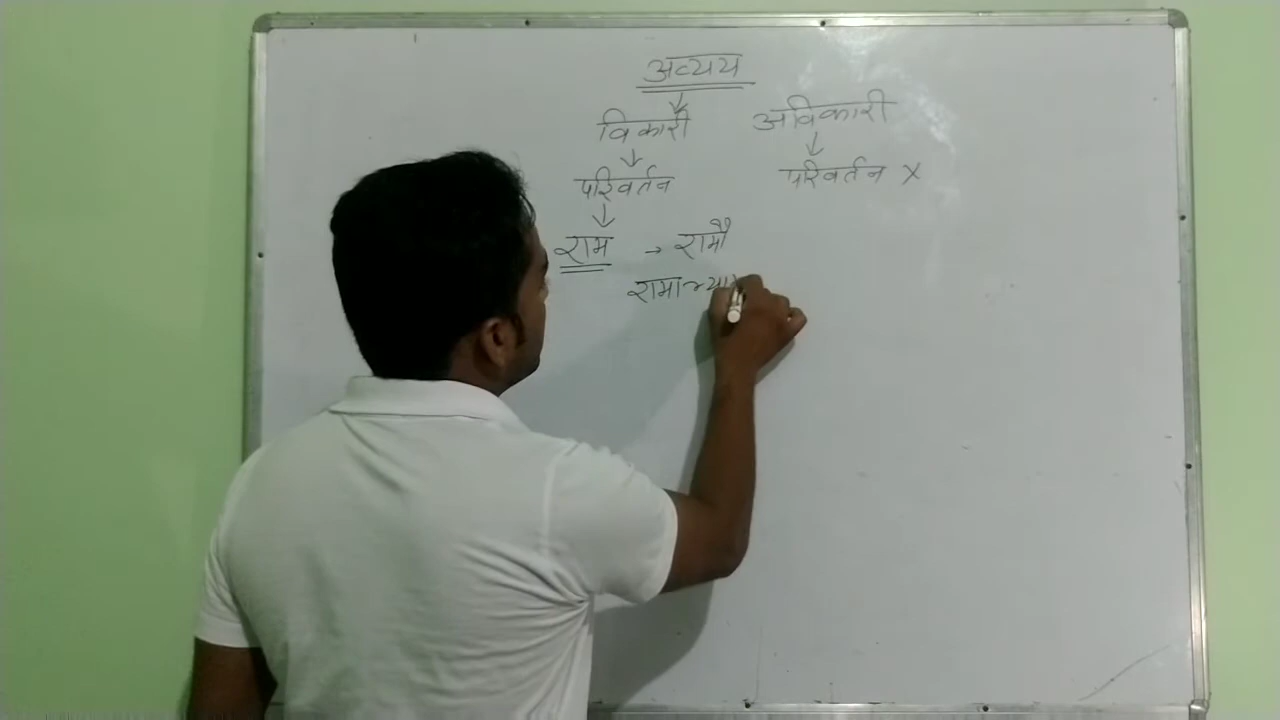 अव्यय
↓
विकारी अविकारी
↓ ↓
परिवर्तन परिवर्तन x
↓
राम → रामौ